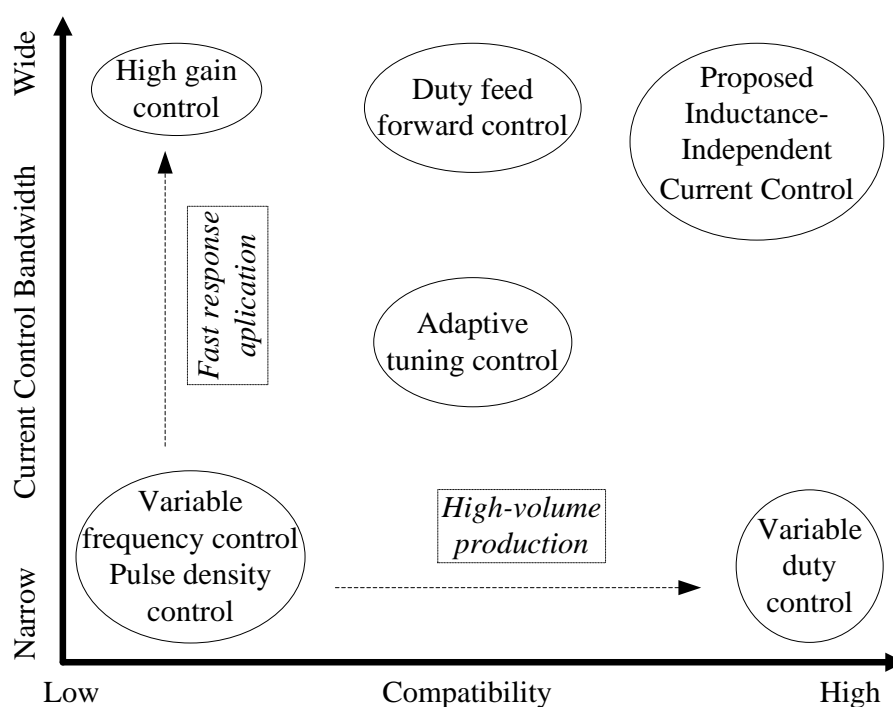 Wide
Current Control Bandwidth
Narrow
High gain
control
Duty feed
forward control
Proposed
Inductance-
Independent
Current Control
Fast response
aplication
Adaptive
tuning control
Variable
frequency control
Pulse density
control
High-volume
production
Variable
duty
control
Low
Compatibility
High